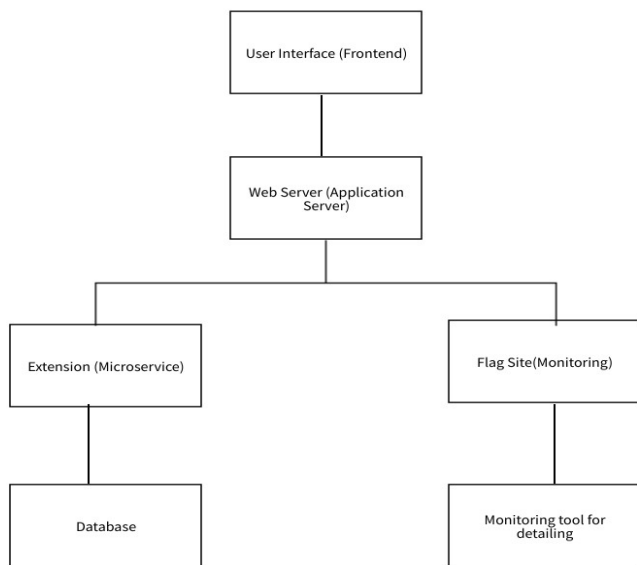 User Interface (Frontend)
Web Server (Application
Server)
Extension (Microservice)
Flag Site(Monitoring)
Database
Monitoring tool for
detailing